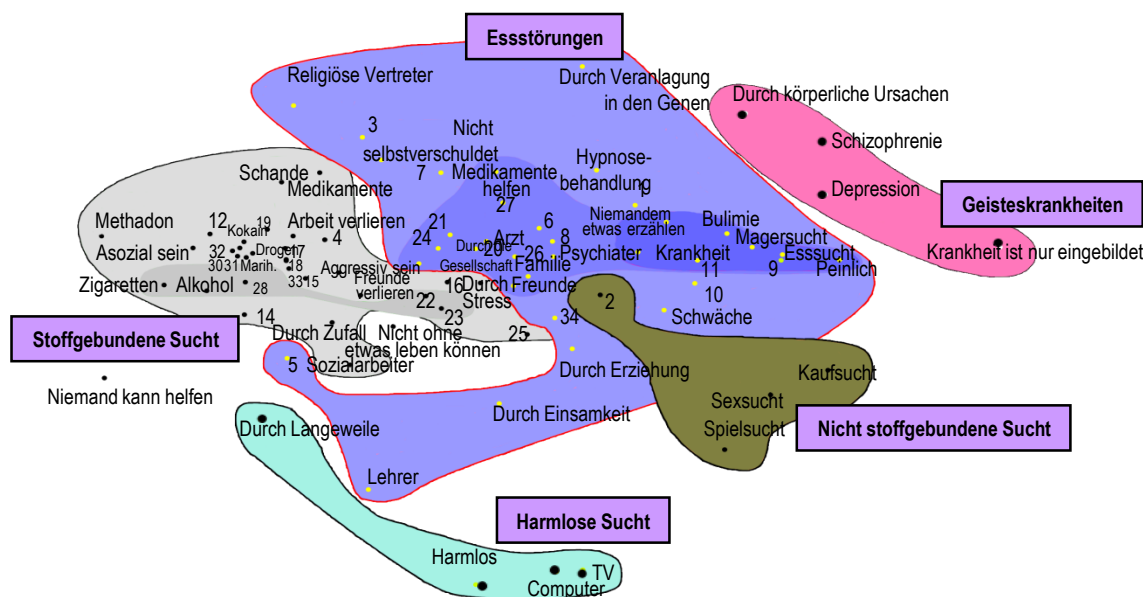 Essstörungen
Religiöse Vertreter
Durch Veranlagung
in den Genen
Durch körperliche Ursachen
3
Nicht
selbstverschuldet
Schizophrenie
Hypnose-
behandlung
Schande
Medikamente
7
Medikamente
helfen
27
1
Depression
Geisteskrankheiten
Methadon
12
19
Kokain
Arbeit verlieren
4
21
24
6
Niemandem
etwas erzählen
Bulimie
Asozial sein
32
Drogen
17
Durch die
Gesellschaft
20
Arzt
26
8
Psychiater
Krankheit
Magersucht
Esssucht
Krankheit ist nur eingebildet
30
31
Marih.
18
Aggressiv sein
Familie
11
9
Peinlich
Zigaretten
Alkohol
28
33
15
Freunde
verlieren
16
Durch
Stress
Freunde
2
10
Schwäche
22
23
34
14
Durch Zufall
Nicht ohne
etwas leben können
25
Stoffgebundene Sucht
5
Sozialarbeiter
Durch Erziehung
Kaufsucht
Niemand kann helfen
Sexsucht
Durch Einsamkeit
Nicht stoffgebundene Sucht
Durch Langeweile
Spielsucht
Lehrer
Harmlose Sucht
Harmlos
TV
Computer